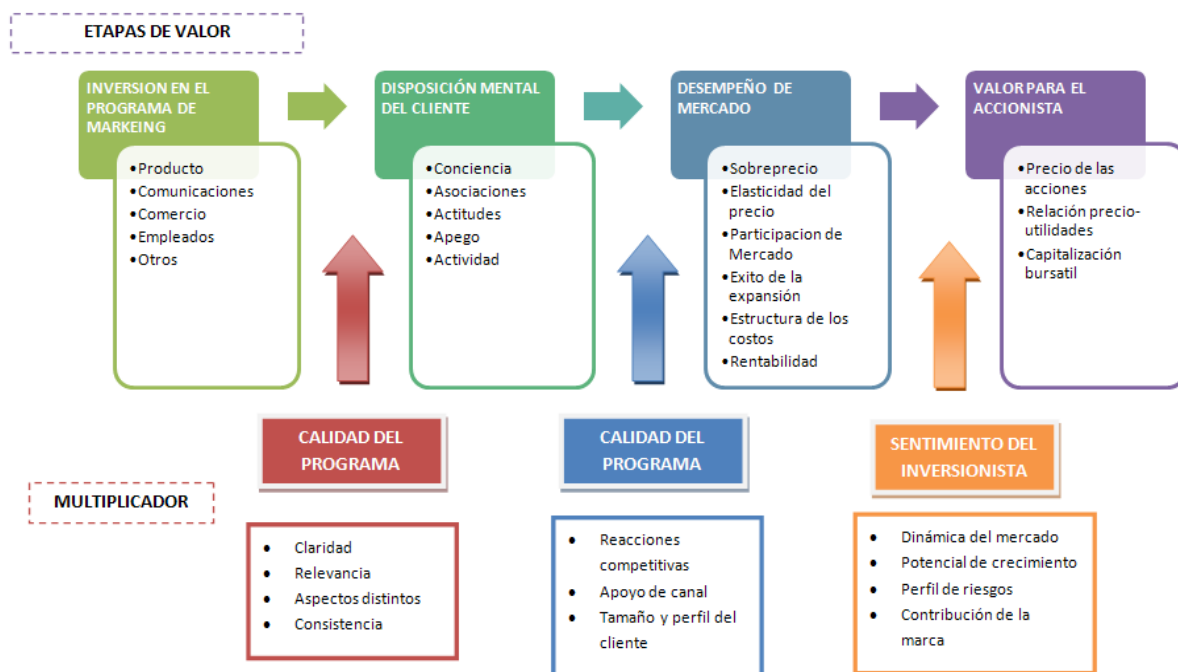 ETAPAS DE VALOR
INVERSION EN EL
PROGRAMA DE
MARKEING
•Producto
•Comunicaciones
•Comercio
•Empleados
•Otros
DISPOSICIÓN MENTAL
DEL CLIENTE
•Conciencia
•Asociaciones
•Actitudes
•Apego
•Actividad
DESEMPEÑO DE
MERCADO
•Sobreprecio
•Elasticidad del
precio
•Participacion de
Mercado
•Exito de la
expansión
•Estructura de los
costos
•Rentabilidad
VALOR PARA EL
ACCIONISTA
•Precio de las
acciones
•Relación precio-
utilidades
•Capitalización
bursatil
MULTIPLICADOR
CALIDAD DEL
PROGRAMA
• Claridad
• Relevancia
• Aspectos distintos
• Consistencia
CALIDAD DEL
PROGRAMA
• Reacciones
competitivas
• Apoyo de canal
• Tamaño y perfil del
cliente
SENTIMIENTO DEL
INVERSIONISTA
• Dinámica del mercado
• Potencial de crecimiento
• Perfil de riesgos
• Contribución de la
marca